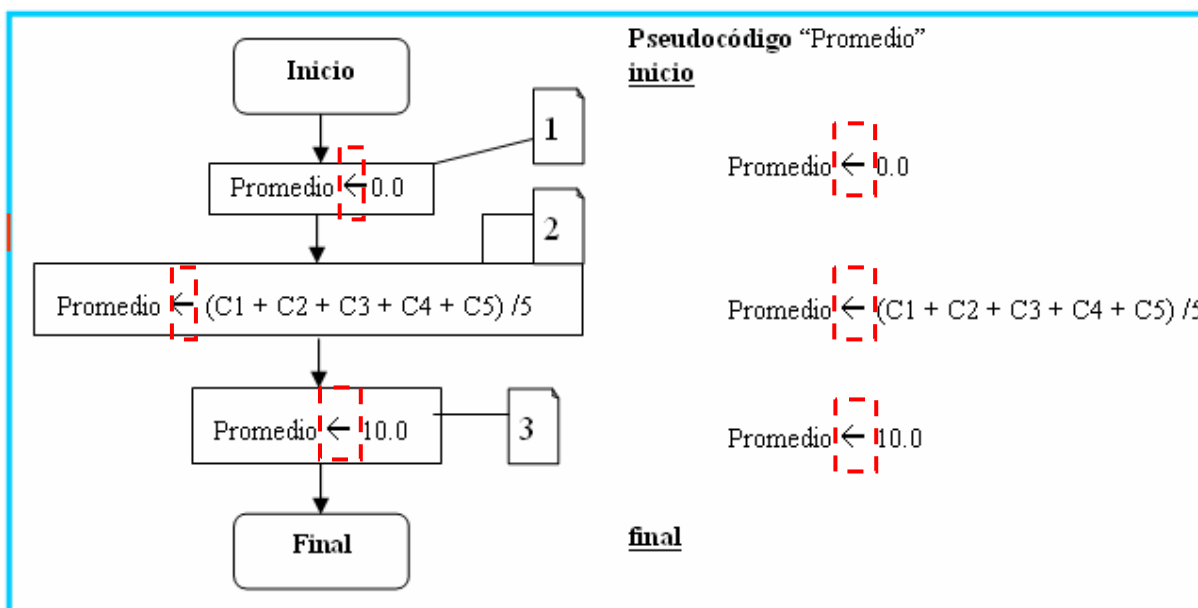 Inicio
1
Promedio ← 0.0
2
Promedio ← (C1 + C2 + C3 + C4 + C5) /5
Promedio ← 10.0
3
Final
Pseudocódigo “Promedio”
inicio
Promedio ← 0.0
Promedio ← (C1 + C2 + C3 + C4 + C5) /5
Promedio ← 10.0
final